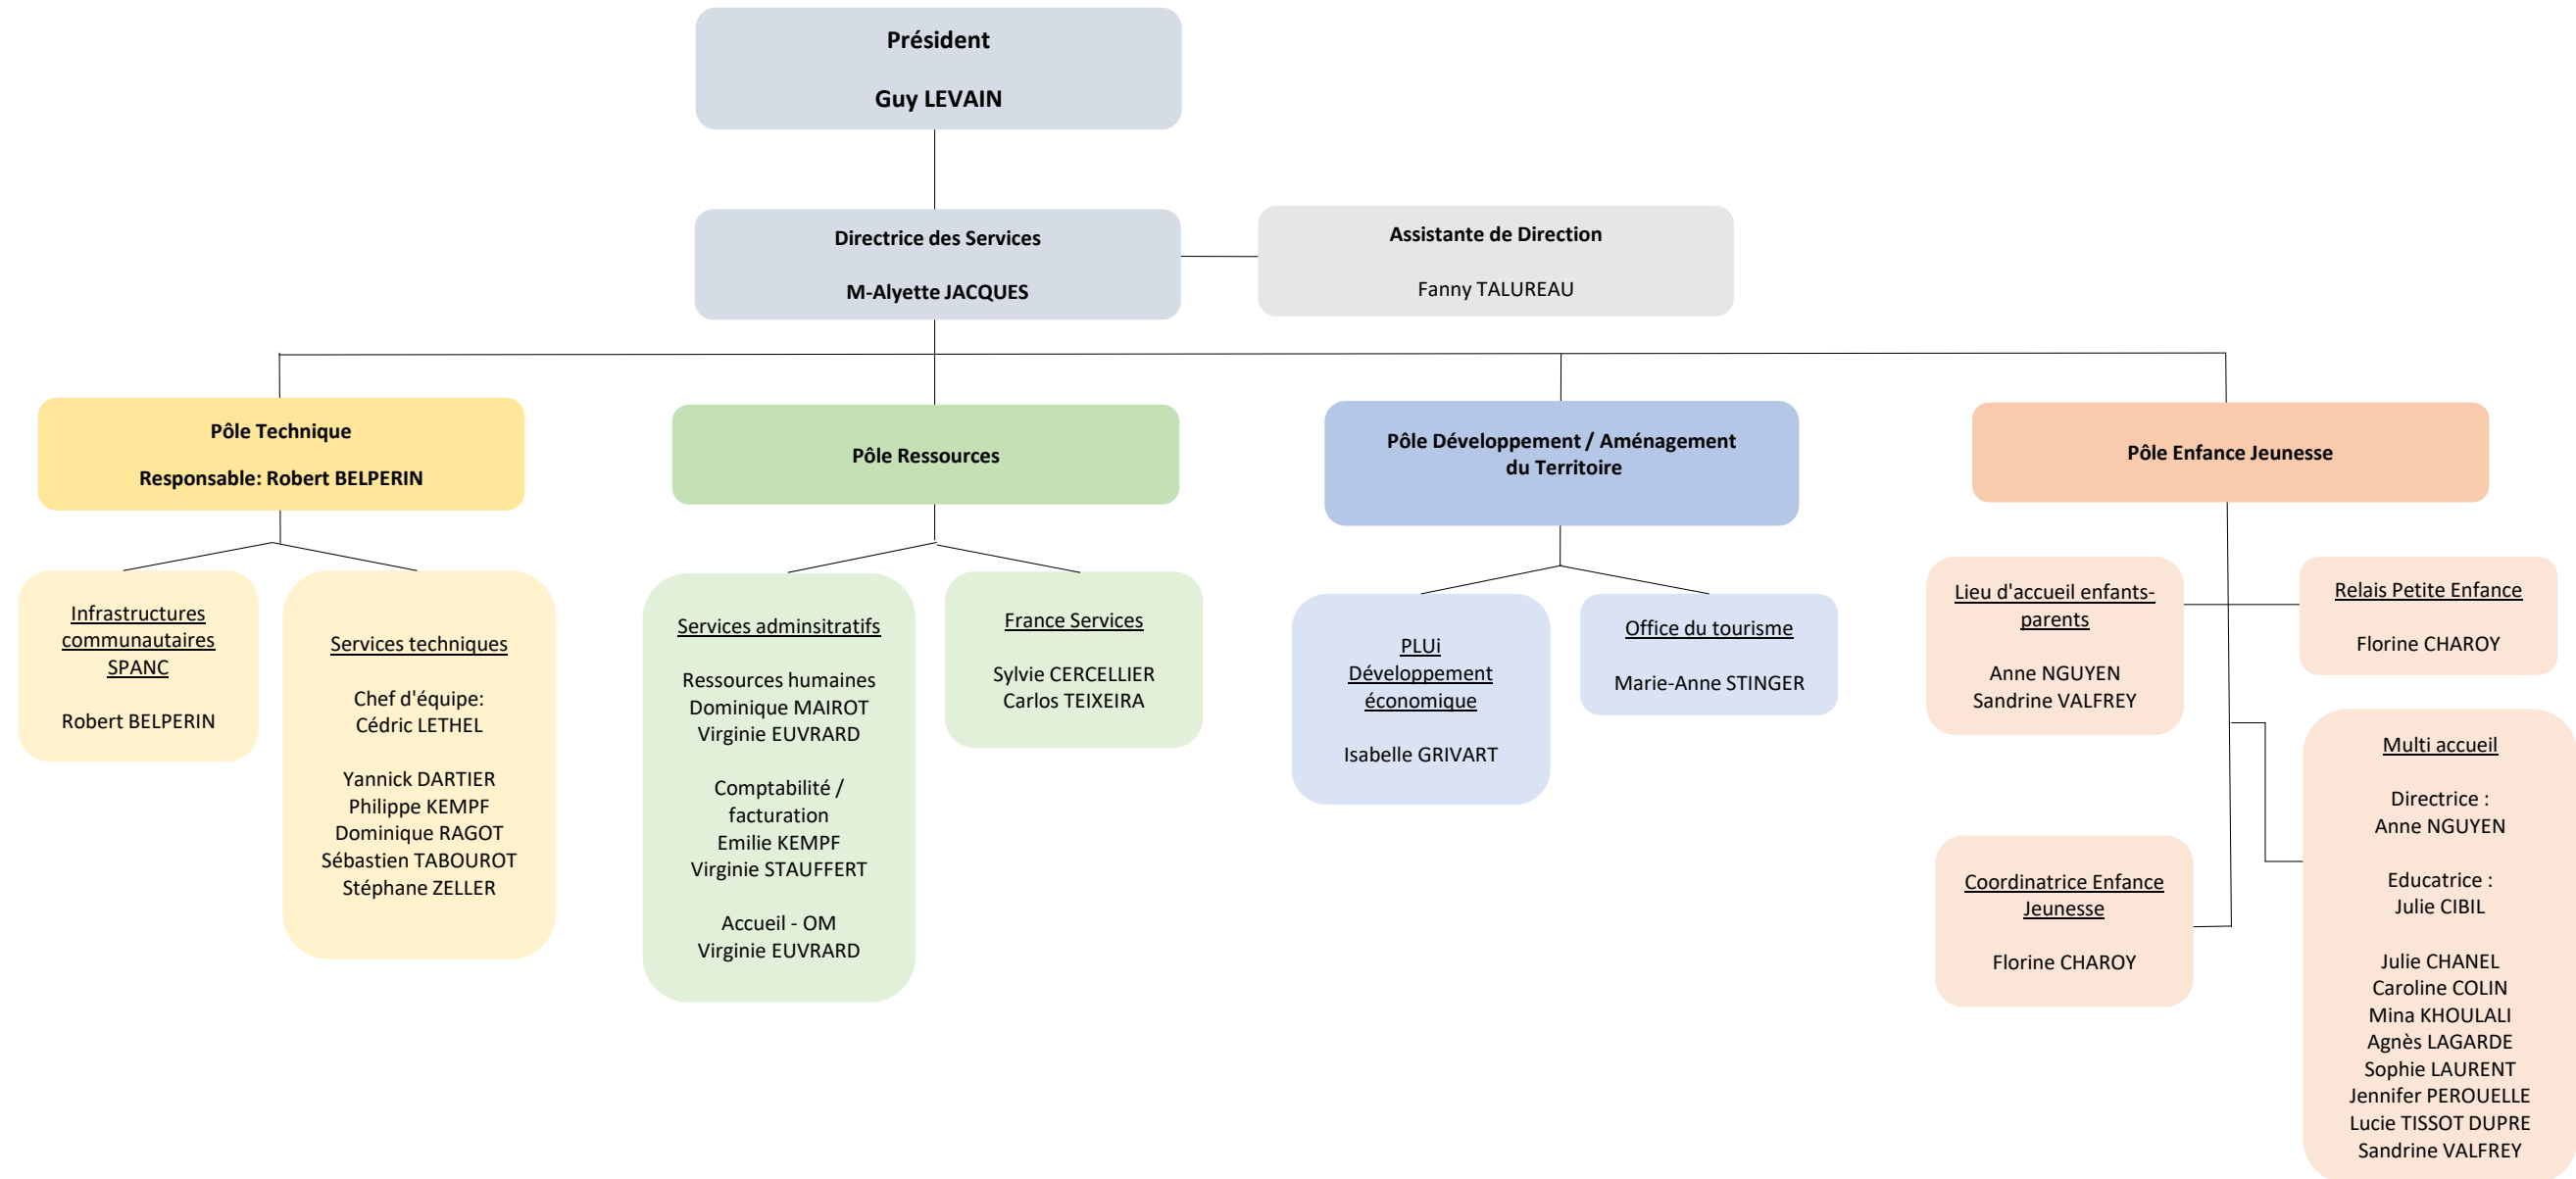 Président
Guy LEVAIN
Directrice des Services
M-Alyette JACQUES
Assistante de Direction
Fanny TALUREAU
Pôle Technique
Responsable: Robert BELPERIN
Pôle Ressources
Pôle Développement / Aménagement
du Territoire
Pôle Enfance Jeunesse
Infrastructures
communautaires
SPANC
Robert BELPERIN
Services techniques
Chef d'équipe:
Cédric LETHEL
Yannick DARTIER
Philippe KEMPF
Dominique RAGOT
Sébastien TABOUROT
Stéphane ZELLER
Services adminsitratifs
Ressources humaines
Dominique MAIROT
Virginie EUVRARD
Comptabilité /
facturation
Emilie KEMPF
Virginie STAUFFERT
Accueil - OM
Virginie EUVRARD
France Services
Sylvie CERCELLIER
Carlos TEIXEIRA
PLUi
Développement
économique
Isabelle GRIVART
Office du tourisme
Marie-Anne STINGER
Lieu d'accueil enfants-
parents
Anne NGUYEN
Sandrine VALFREY
Relais Petite Enfance
Florine CHAROY
Coordinatrice Enfance
Jeunesse
Florine CHAROY
Multi accueil
Directrice :
Anne NGUYEN
Educatrice :
Julie CIBIL
Julie CHANEL
Caroline COLIN
Mina KHOULALI
Agnès LAGARDE
Sophie LAURENT
Jennifer PEROUELLE
Lucie TISSOT DUPRE
Sandrine VALFREY